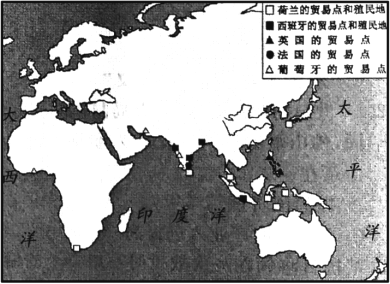 □荷兰的贸易点和殖民地
■西班牙的贸易点和殖民地
▲英国的贸易点
●法国的贸易点
△葡萄牙的贸易点
大
西
洋
印度洋
太
平
洋